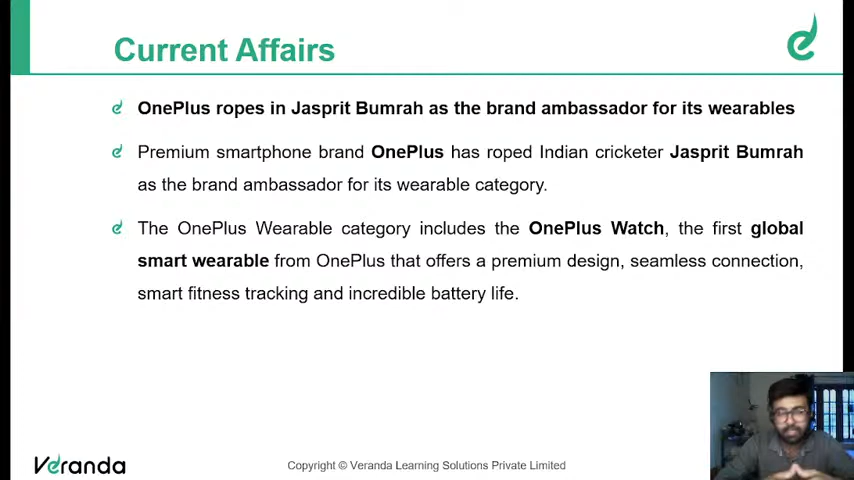 Current Affairs
OnePlus ropes in Jasprit Bumrah as the brand ambassador for its wearables
Premium smartphone brand OnePlus has roped Indian cricketer Jasprit Bumrah
as the brand ambassador for its wearable category.
The OnePlus Wearable category includes the OnePlus Watch, the first global
smart wearable from OnePlus that offers a premium design, seamless connection,
smart fitness tracking and incredible battery life.
Veranda
Copyright © Veranda Learning Solutions Private Limited